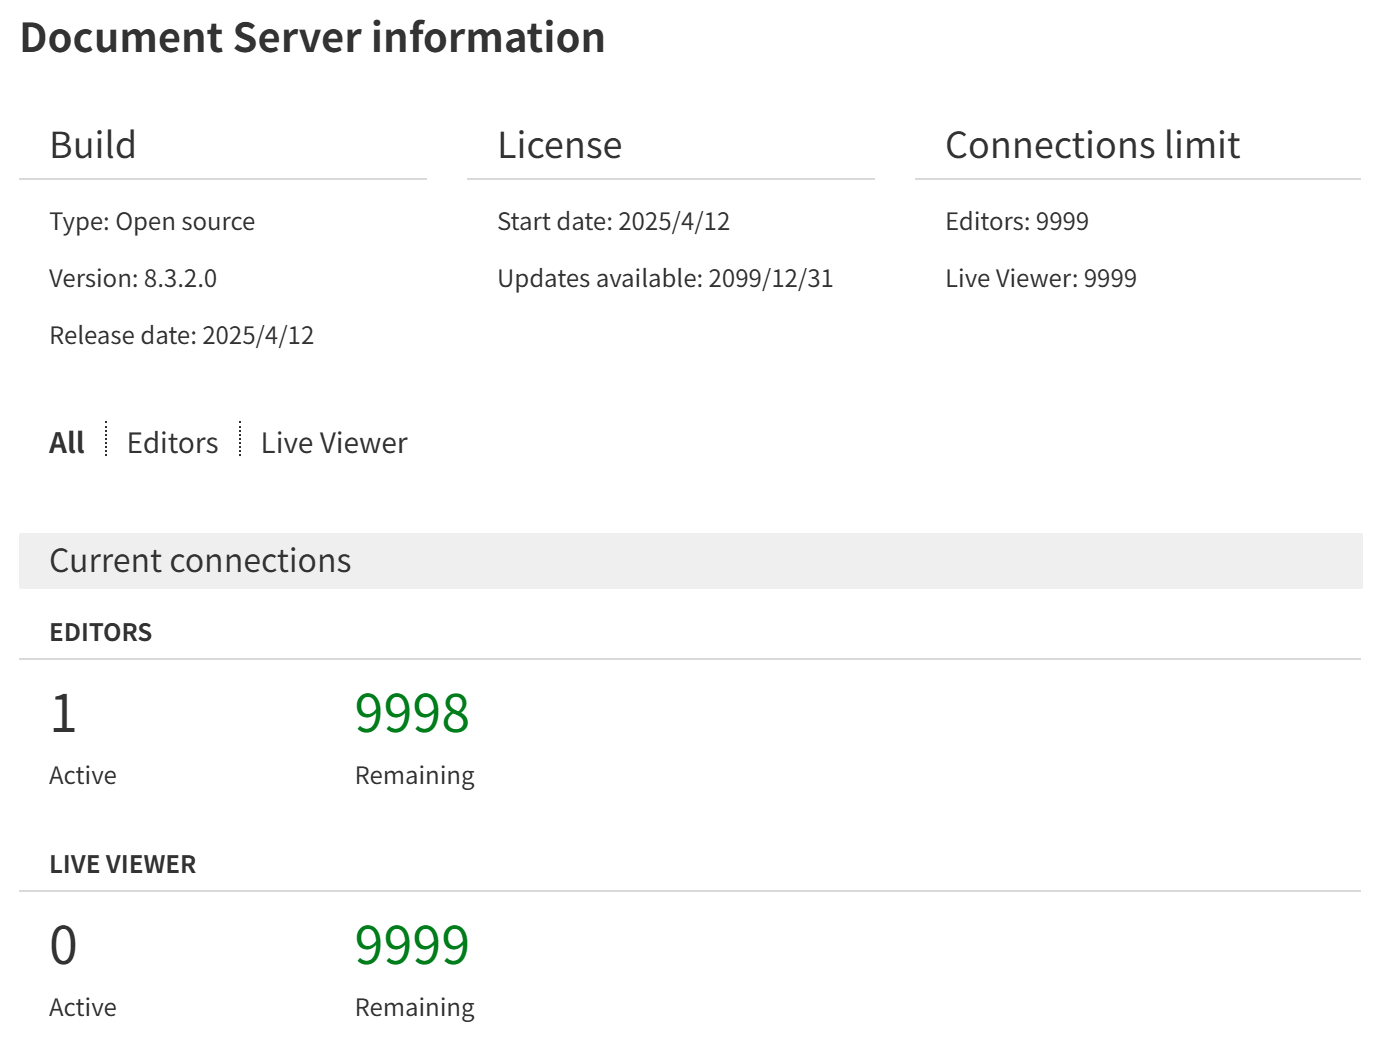 Document Server information
Build
Type: Open source
Version: 8.3.2.0
Release date: 2025/4/12
License
Start date: 2025/4/12
Updates available: 2099/12/31
Connections limit
Editors: 9999
Live Viewer: 9999
All Editors Live Viewer
Current connections
EDITORS
1 9998
Active Remaining
LIVE VIEWER
0 9999
Active Remaining